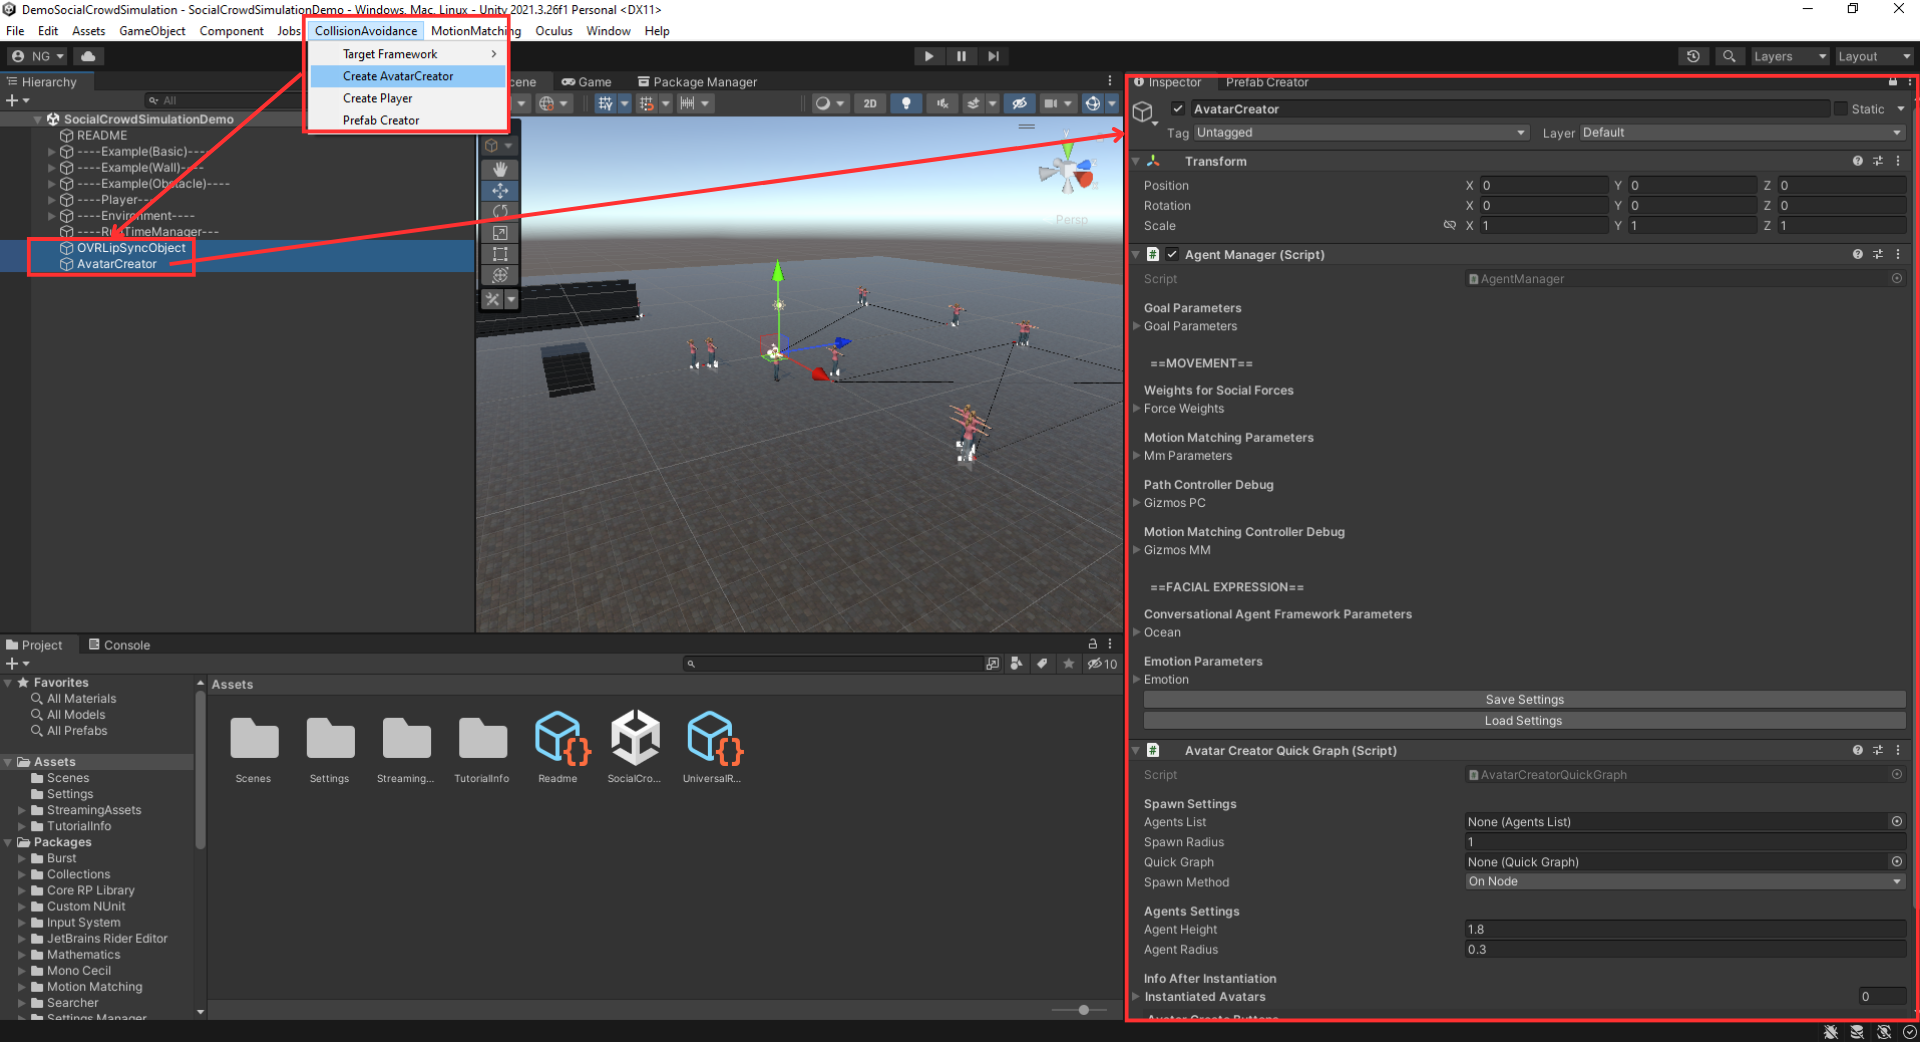 DemoSocialCrowdSimulation - SocialCrowdSimulationDemo - Windows, Mac, Linux - Unity 2021.3.26f1 Personal <DX11>
File Edit Assets GameObject Component Jobs CollisionAvoidance MotionMatching Oculus Window Help
Target Framework
Create AvatarCreator
Create Player
Prefab Creator
NG
Layers
Layout
Hierarchy
All
SocialCrowdSimulationDemo
README
----Example(Basic)----
----Example(Wall)----
----Example(Obstacle)----
----Player---
----Environment----
OVRLipSyncObject
AvatarCreator
Game
Package Manager
2D
Persp
Inspector
Prefab Creator
AvatarCreator
Static
Tag Untagged
Layer Default
Transform
Position X 0 Y 0 Z 0
Rotation X 0 Y 0 Z 0
Scale X 1 Y 1 Z 1
Agent Manager (Script)
Script AgentManager
Goal Parameters
Goal Parameters
==MOVEMENT==
Weights for Social Forces
Force Weights
Motion Matching Parameters
Mm Parameters
Path Controller Debug
Gizmos PC
Motion Matching Controller Debug
Gizmos MM
==FACIAL EXPRESSION==
Conversational Agent Framework Parameters
Ocean
Emotion Parameters
Emotion
Save Settings
Load Settings
Avatar Creator Quick Graph (Script)
Script AvatarCreatorQuickGraph
Spawn Settings
Agents List None (Agents List)
Spawn Radius 1
Quick Graph None (Quick Graph)
Spawn Method On Node
Agents Settings
Agent Height 1.8
Agent Radius 0.3
Info After Instantiation
Instantiated Avatars 0
Project
Console
10
Favorites
All Materials
All Models
All Prefabs
Assets
Scenes
Settings
StreamingAssets
TutorialInfo
Packages
Burst
Collections
Core RP Library
Custom NUnit
Input System
JetBrains Rider Editor
Mathematics
Mono Cecil
Motion Matching
Searcher
Settings Manager
Assets
Scenes
Settings
Streaming...
TutorialInfo
Readme
SocialCro...
UniversalR...